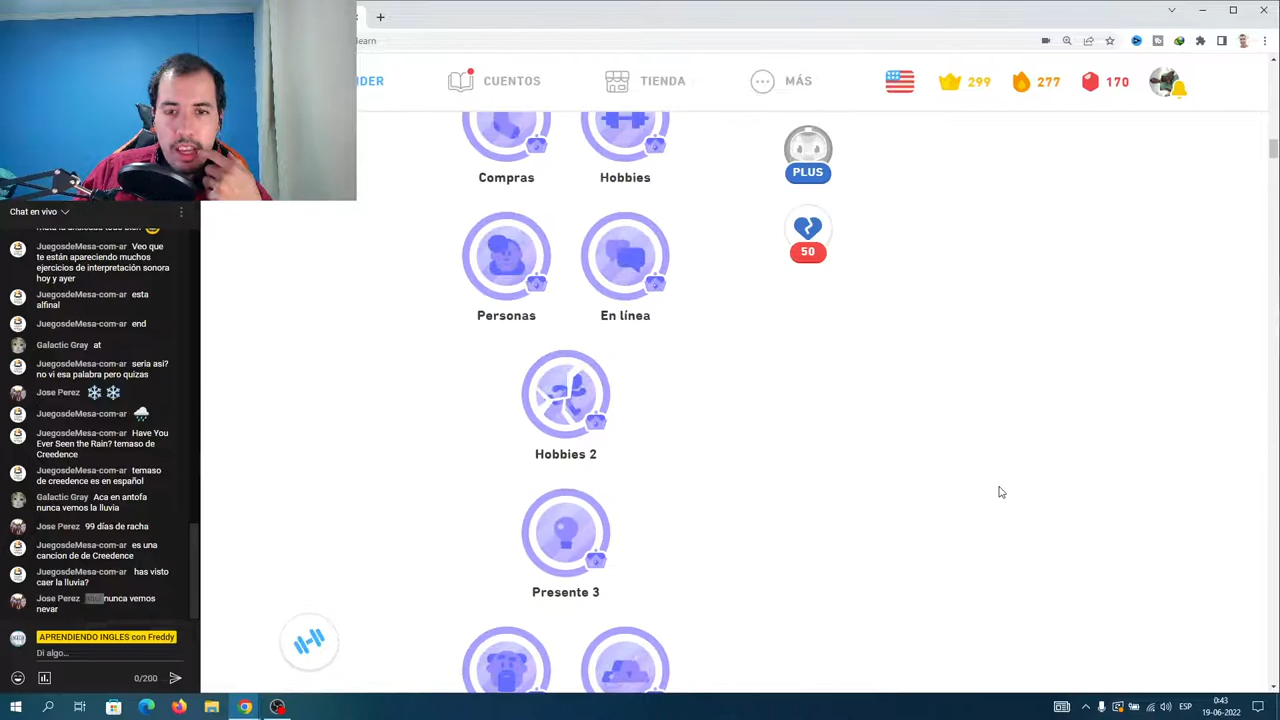 earn
DER
CUENTOS
TIENDA
MÁS
299
277
170
Compras
Hobbies
PLUS
50
Personas
En línea
Hobbies 2
Presente 3
Chat en vivo
JuegosdeMesa-com-ar Veo que
te están apareciendo muchos
ejercicios de interpretación sonora
hoy y ayer
JuegosdeMesa-com-ar esta
alfinal
JuegosdeMesa-com-ar end
Galactic Gray at
JuegosdeMesa-com-ar seria asi?
no vi esa palabra pero quizas
Jose Perez
JuegosdeMesa-com-ar
JuegosdeMesa-com-ar Have You
Ever Seen the Rain? temaso de
Creedence
JuegosdeMesa-com-ar temaso
de creedence es en español
Galactic Gray Aca en antofa
nunca vemos la lluvia
Jose Perez 99 días de racha
JuegosdeMesa-com-ar es una
cancion de de Creedence
JuegosdeMesa-com-ar has visto
caer la lluvia?
Jose Perez nunca vemos
nevar
APRENDIENDO INGLES con Freddy
Di algo...
0/200
ESP
0:43
19-06-2022